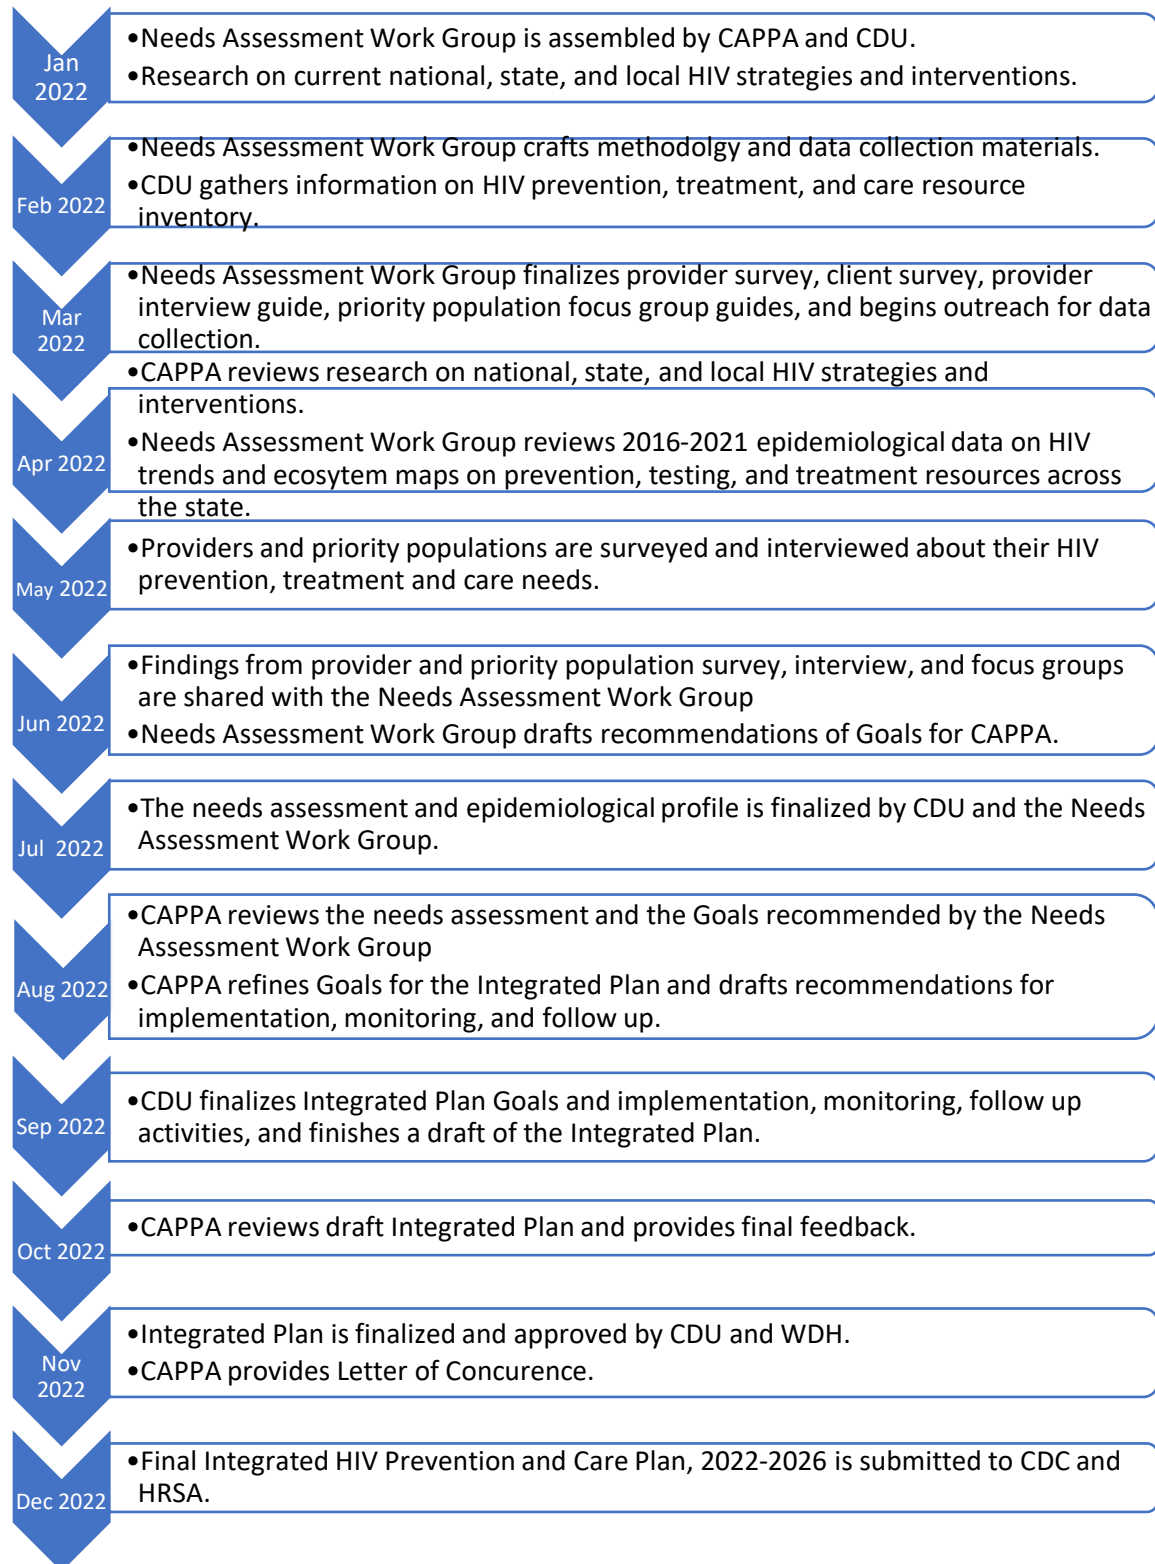 Jan
2022
•Needs Assessment Work Group is assembled by CAPPA and CDU.
•Research on current national, state, and local HIV strategies and interventions.
Feb 2022
•Needs Assessment Work Group crafts methodolgy and data collection materials.
•CDU gathers information on HIV prevention, treatment, and care resource
inventory.
Mar
2022
•Needs Assessment Work Group finalizes provider survey, client survey, provider
interview guide, priority population focus group guides, and begins outreach for data
collection.
Apr 2022
•CAPPA reviews research on national, state, and local HIV strategies and
interventions.
•Needs Assessment Work Group reviews 2016-2021 epidemiological data on HIV
trends and ecosytem maps on prevention, testing, and treatment resources across
the state.
May 2022
•Providers and priority populations are surveyed and interviewed about their HIV
prevention, treatment and care needs.
Jun 2022
•Findings from provider and priority population survey, interview, and focus groups
are shared with the Needs Assessment Work Group
•Needs Assessment Work Group drafts recommendations of Goals for CAPPA.
Jul 2022
•The needs assessment and epidemiological profile is finalized by CDU and the Needs
Assessment Work Group.
Aug 2022
•CAPPA reviews the needs assessment and the Goals recommended by the Needs
Assessment Work Group
•CAPPA refines Goals for the Integrated Plan and drafts recommendations for
implementation, monitoring, and follow up.
Sep 2022
•CDU finalizes Integrated Plan Goals and implementation, monitoring, follow up
activities, and finishes a draft of the Integrated Plan.
Oct 2022
•CAPPA reviews draft Integrated Plan and provides final feedback.
Nov
2022
•Integrated Plan is finalized and approved by CDU and WDH.
•CAPPA provides Letter of Concurence.
Dec 2022
•Final Integrated HIV Prevention and Care Plan, 2022-2026 is submitted to CDC and
HRSA.